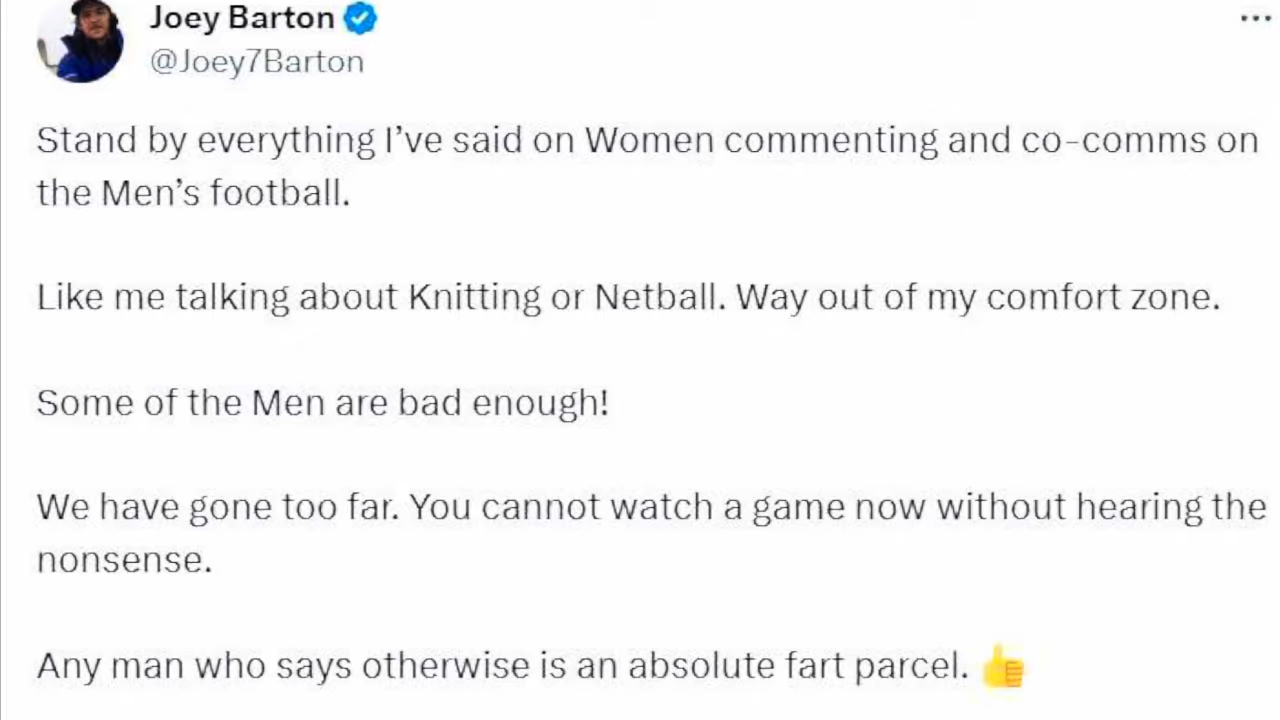 Joey Barton
@Joey7Barton
Stand by everything I’ve said on Women commenting and co-comms on
the Men’s football.
Like me talking about Knitting or Netball. Way out of my comfort zone.
Some of the Men are bad enough!
We have gone too far. You cannot watch a game now without hearing the
nonsense.
Any man who says otherwise is an absolute fart parcel. 👍